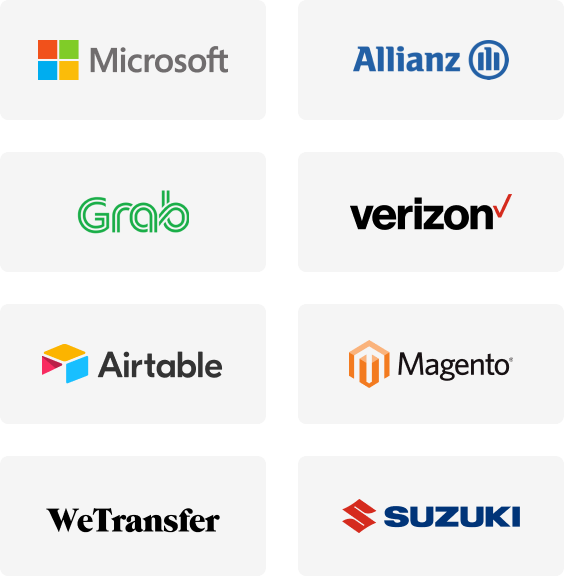 Microsoft
Allianz
Grab
verizon
Airtable
Magento®
WeTransfer
SUZUKI